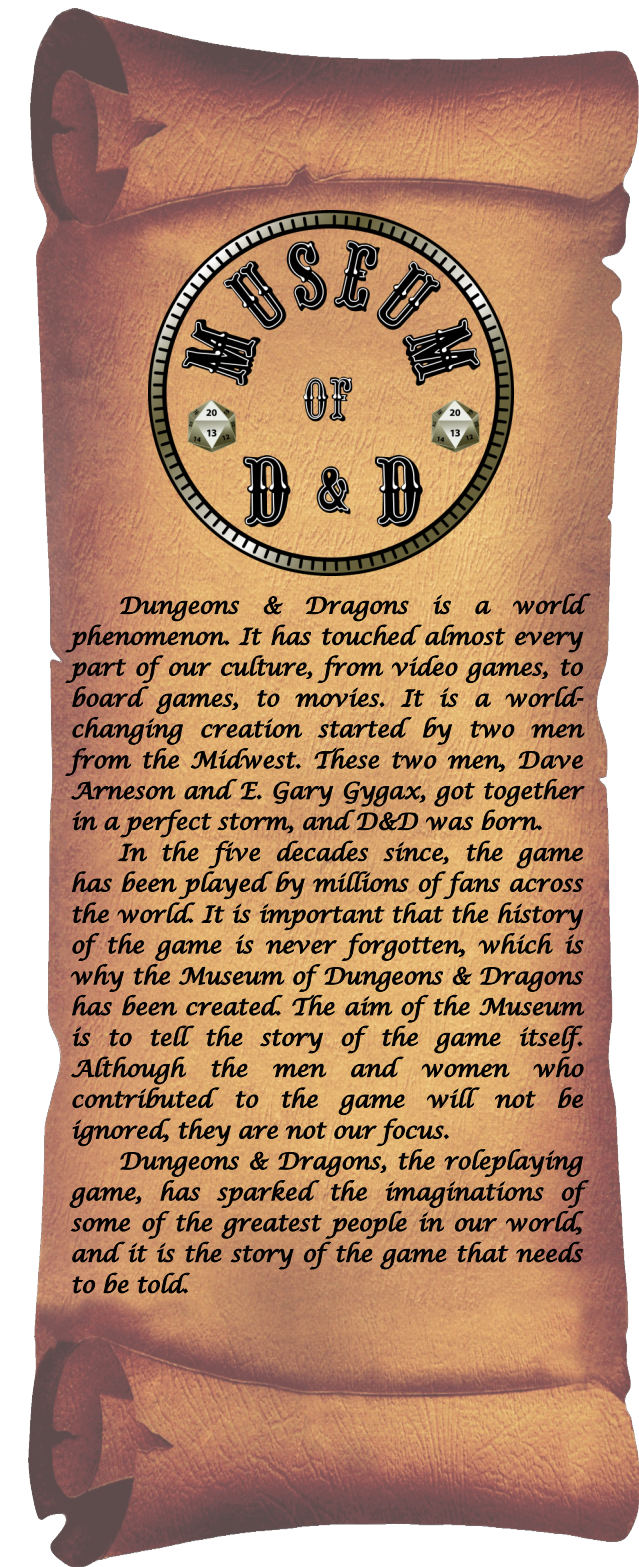 MUSEUM
OF
20 20
13 13
14 12 14 12
D & D
Dungeons & Dragons is a world
phenomenon. It has touched almost every
part of our culture, from video games, to
board games, to movies. It is a world-
changing creation started by two men
from the Midwest. These two men, Dave
Arneson and E. Gary Gygax, got together
in a perfect storm, and D&D was born.
In the five decades since, the game
has been played by millions of fans across
the world. It is important that the history
of the game is never forgotten, which is
why the Museum of Dungeons & Dragons
has been created. The aim of the Museum
is to tell the story of the game itself.
Although the men and women who
contributed to the game will not be
ignored, they are not our focus.
Dungeons & Dragons, the roleplaying
game, has sparked the imaginations of
some of the greatest people in our world,
and it is the story of the game that needs
to be told.